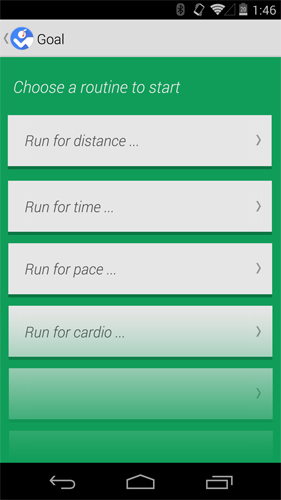 1:46
Goal
Choose a routine to start
Run for distance ...
Run for time ...
Run for pace ...
Run for cardio ...